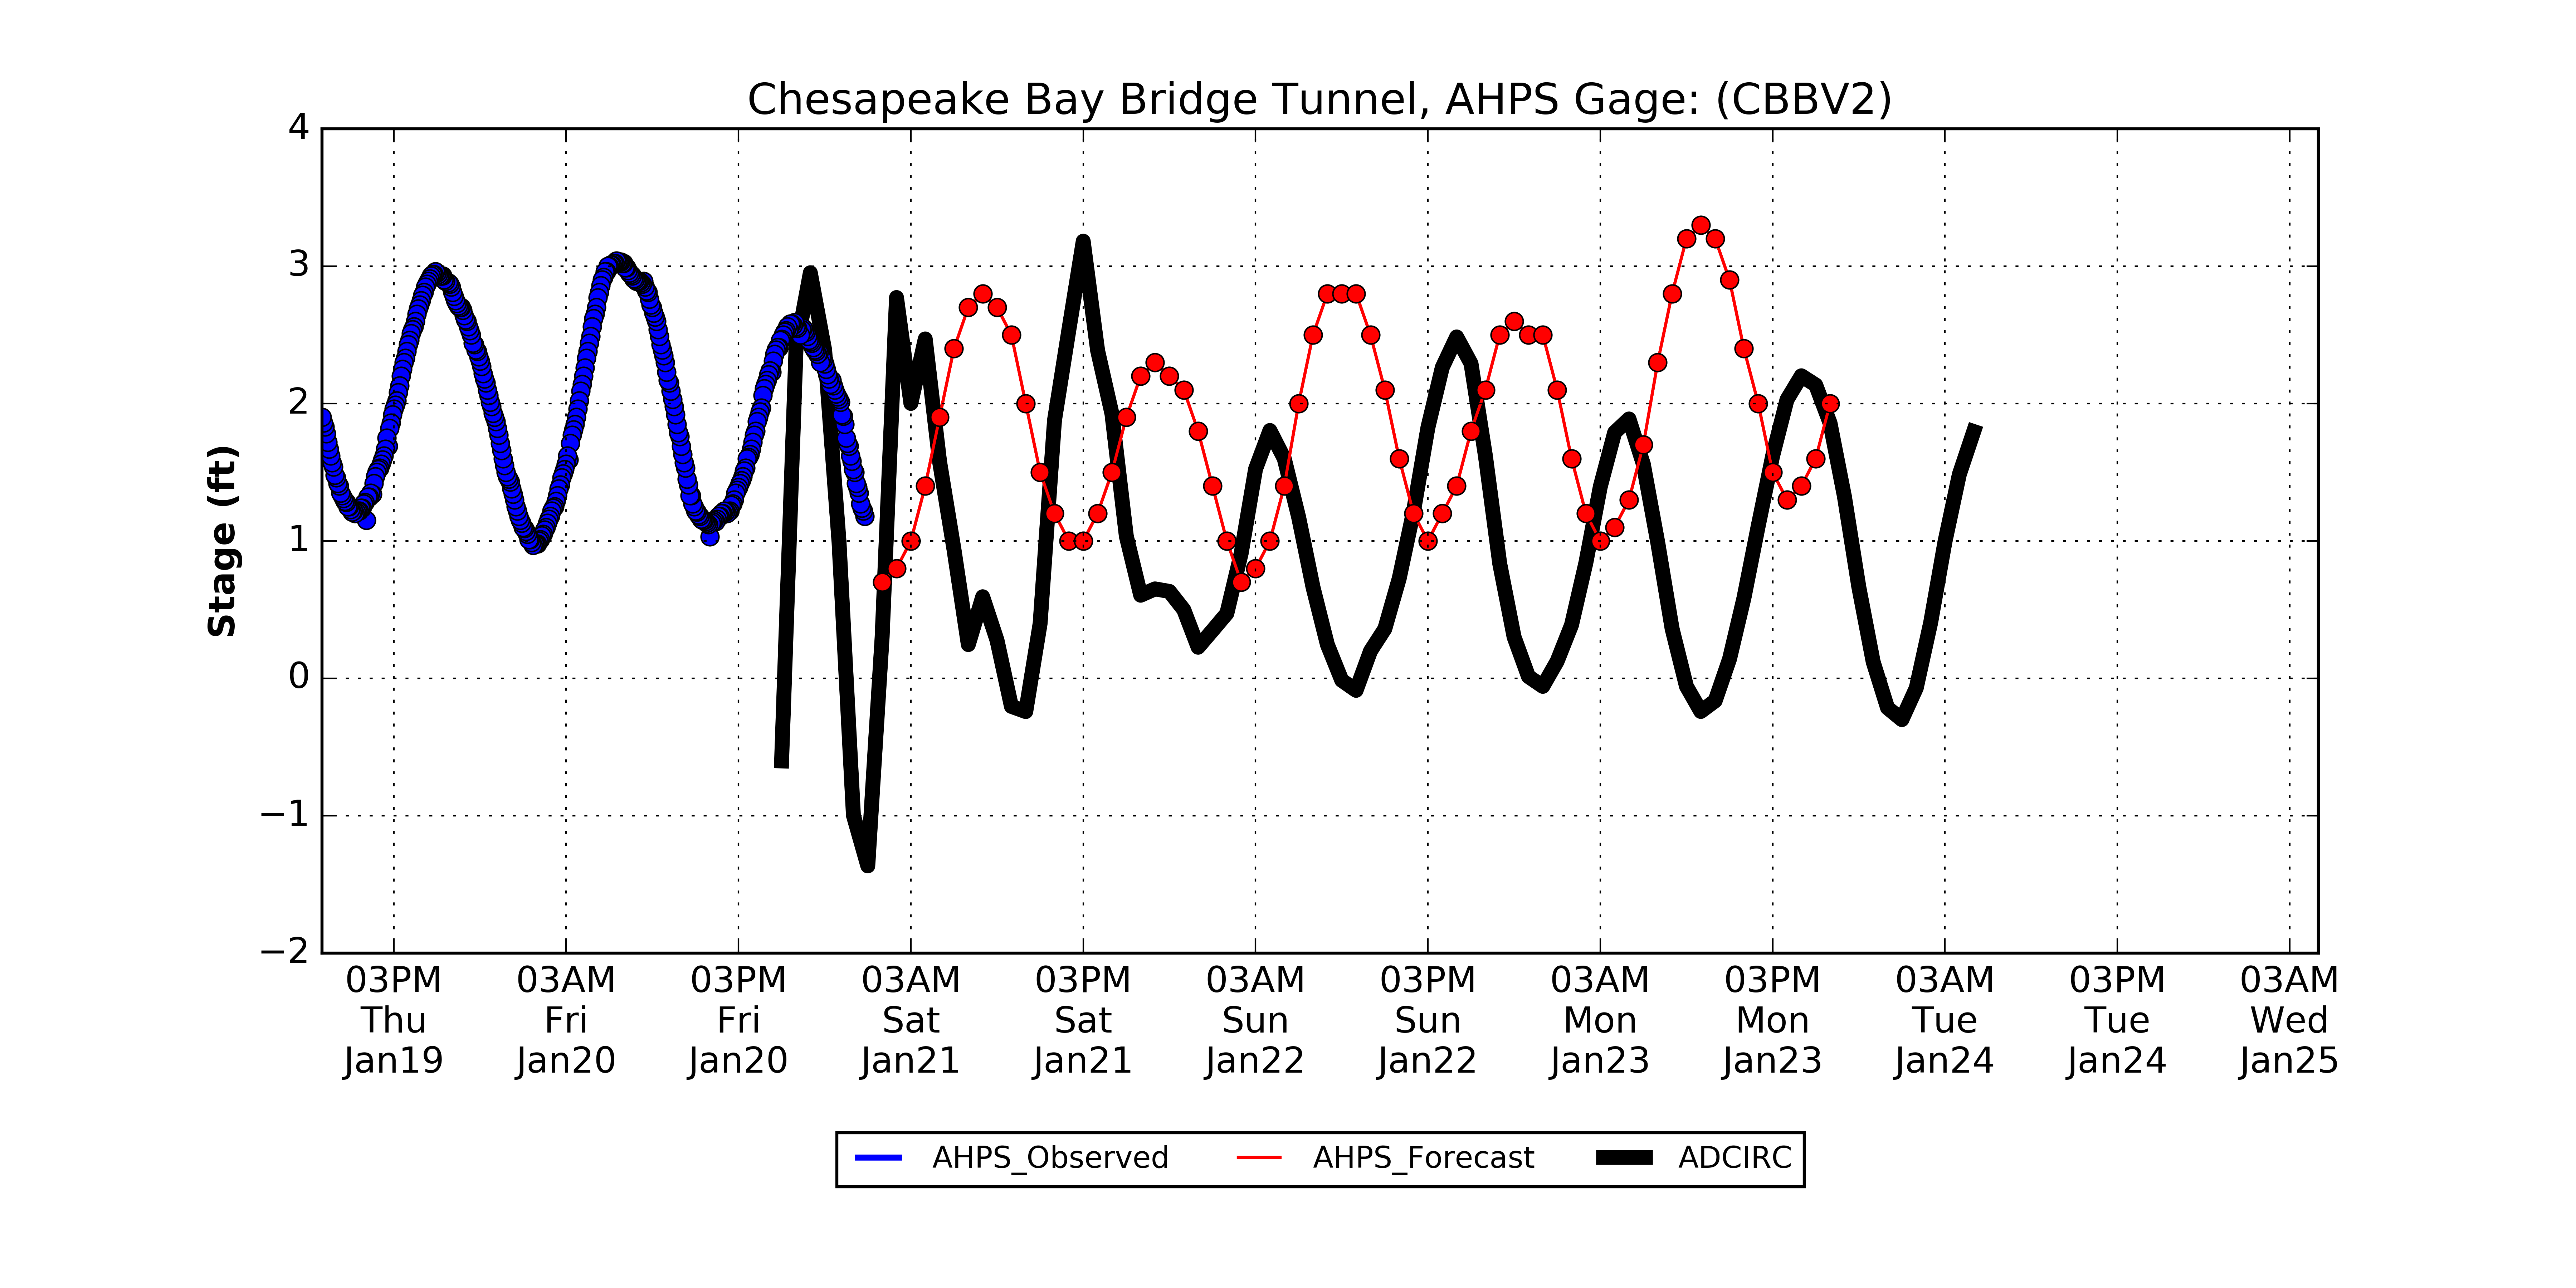 Chesapeake Bay Bridge Tunnel, AHPS Gage: (CBBV2)
4
3
2
1
0
−1
−2
Stage (ft)
03PM 03AM 03PM 03AM 03PM 03AM 03PM 03AM 03PM 03AM 03PM 03AM
Thu Fri Fri Sat Sat Sun Sun Mon Mon Tue Tue Wed
Jan19 Jan20 Jan20 Jan21 Jan21 Jan22 Jan22 Jan23 Jan23 Jan24 Jan24 Jan25
AHPS_Observed AHPS_Forecast ADCIRC